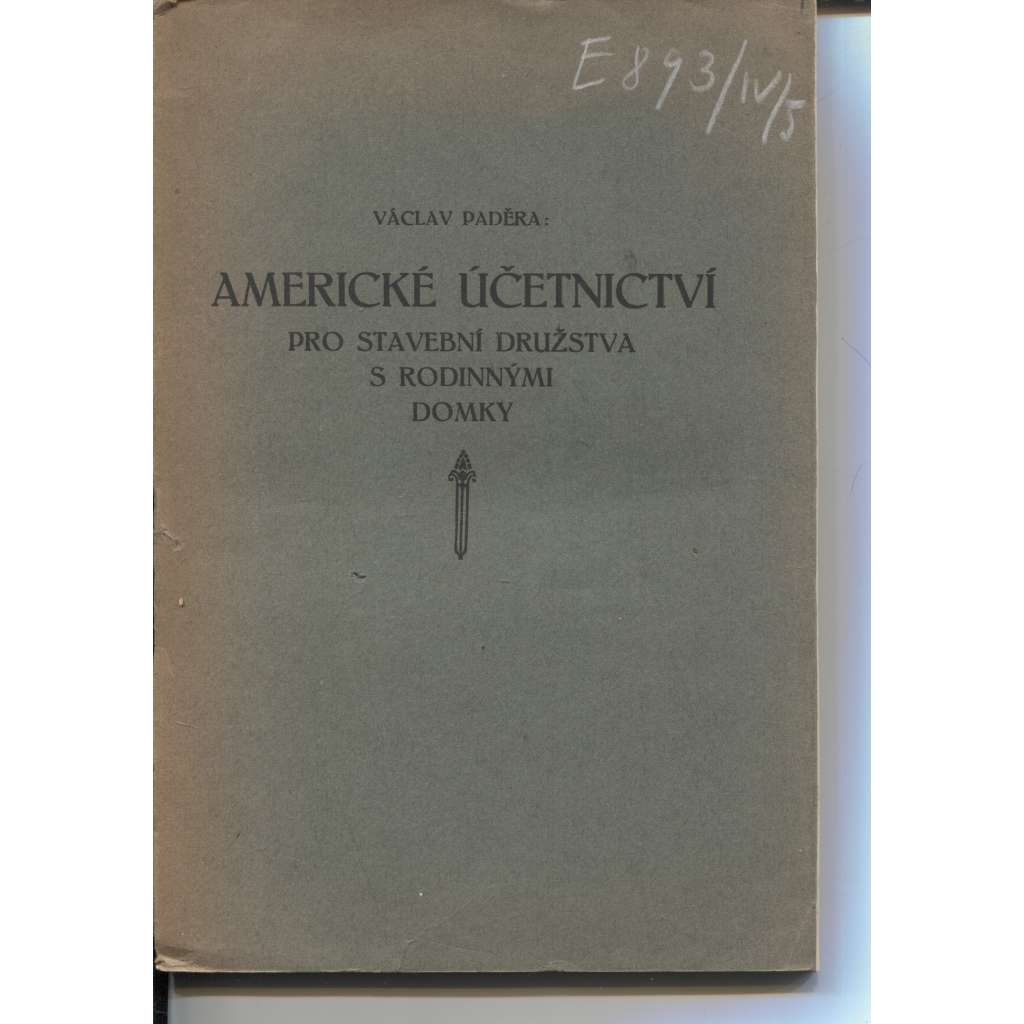 E893/IV/5
VÁCLAV PADĚRA:
AMERICKÉ ÚČETNICTVÍ
PRO STAVEBNÍ DRUŽSTVA
S RODINNÝMI
DOMKY